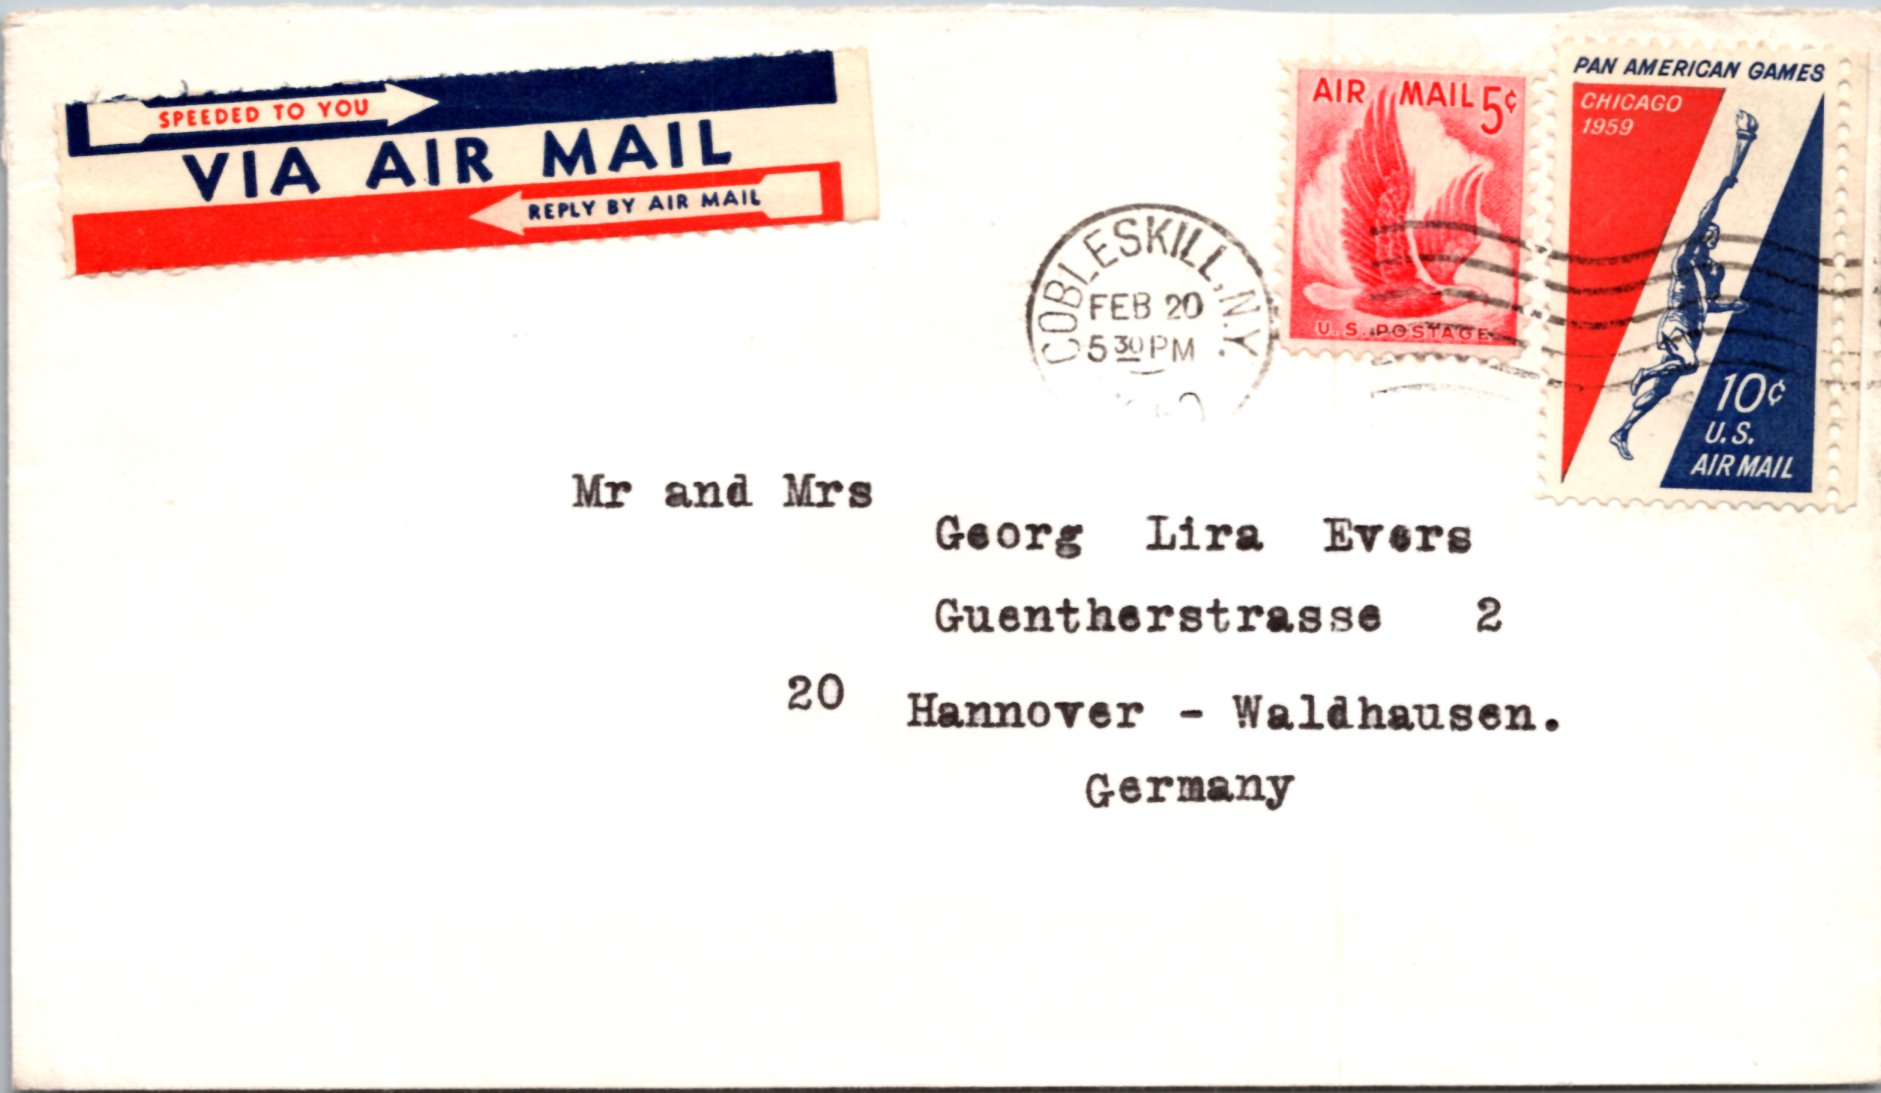 SPEEDED TO YOU
VIA AIR MAIL
REPLY BY AIR MAIL
COBLESKILL, N.Y.
FEB 20
5 30 PM
AIR MAIL 5¢
U.S. POSTAGE
PAN AMERICAN GAMES
CHICAGO
1959
10¢
U.S.
AIR MAIL
Mr and Mrs
Georg Lira Evers
Guentherstrasse 2
20 Hannover - Waldhausen.
Germany